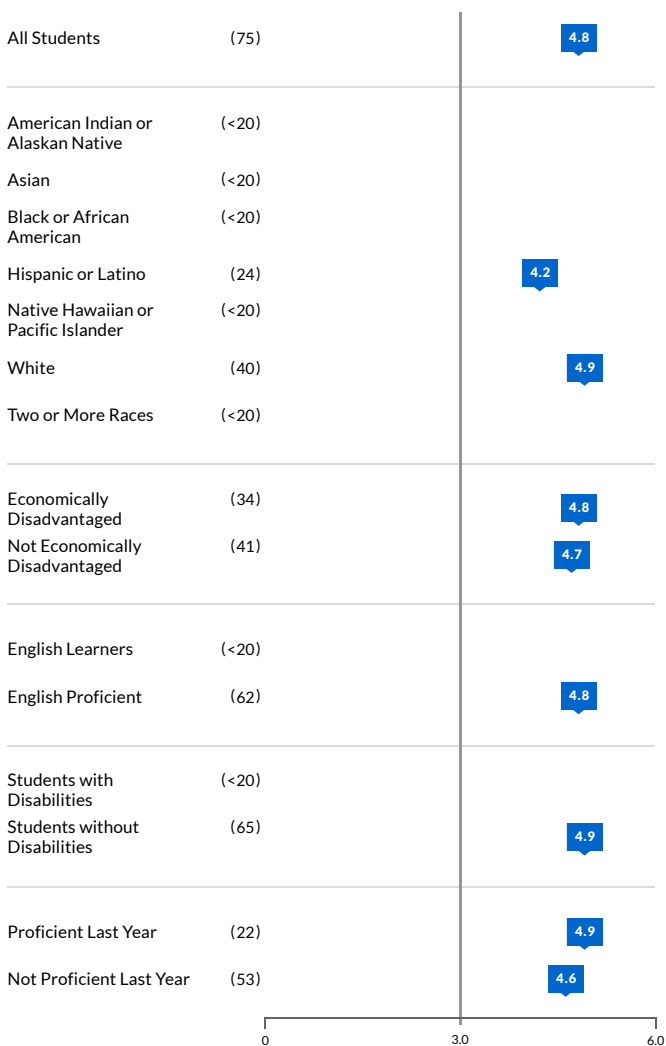 All Students (75) 4.8
American Indian or (<20)
Alaskan Native
Asian (<20)
Black or African (<20)
American
Hispanic or Latino (24) 4.2
Native Hawaiian or (<20)
Pacific Islander
White (40) 4.9
Two or More Races (<20)
Economically (34) 4.8
Disadvantaged
Not Economically (41) 4.7
Disadvantaged
English Learners (<20)
English Proficient (62) 4.8
Students with (<20)
Disabilities
Students without (65) 4.9
Disabilities
Proficient Last Year (22) 4.9
Not Proficient Last Year (53) 4.6
0 3.0 6.0